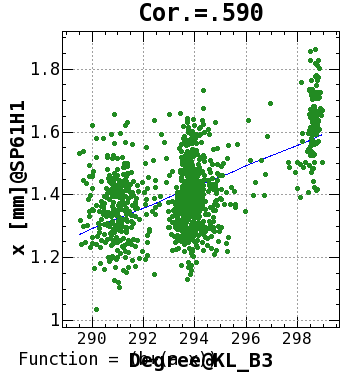 Cor.=.590
x [mm]@SP61H1
1.8
1.6
1.4
1.2
1
290 292 294 296 298
Degree@KL_B3
Function =